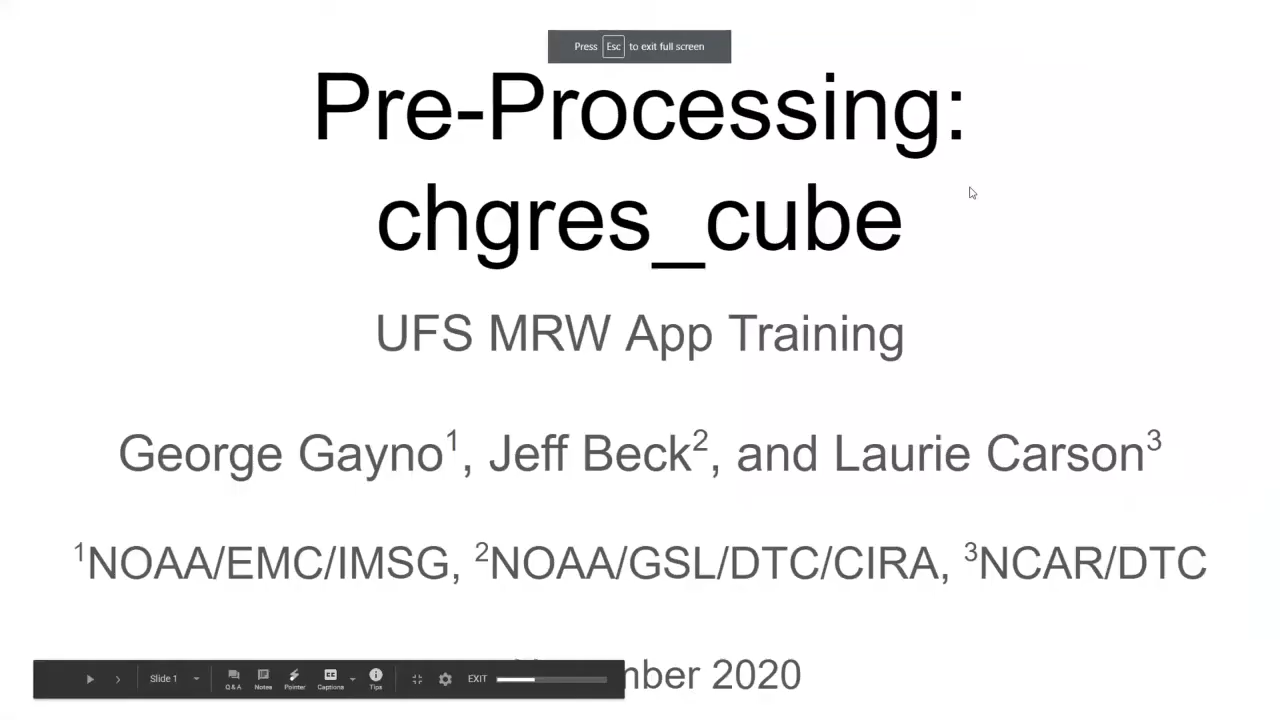 Press Esc to exit full screen
Pre-Processing:
chgres_cube
UFS MRW App Training
George Gayno¹, Jeff Beck², and Laurie Carson³
¹NOAA/EMC/IMSG, ²NOAA/GSL/DTC/CIRA, ³NCAR/DTC
2020
Slide 1 Q&A Notes Pointer Captions Tips EXIT